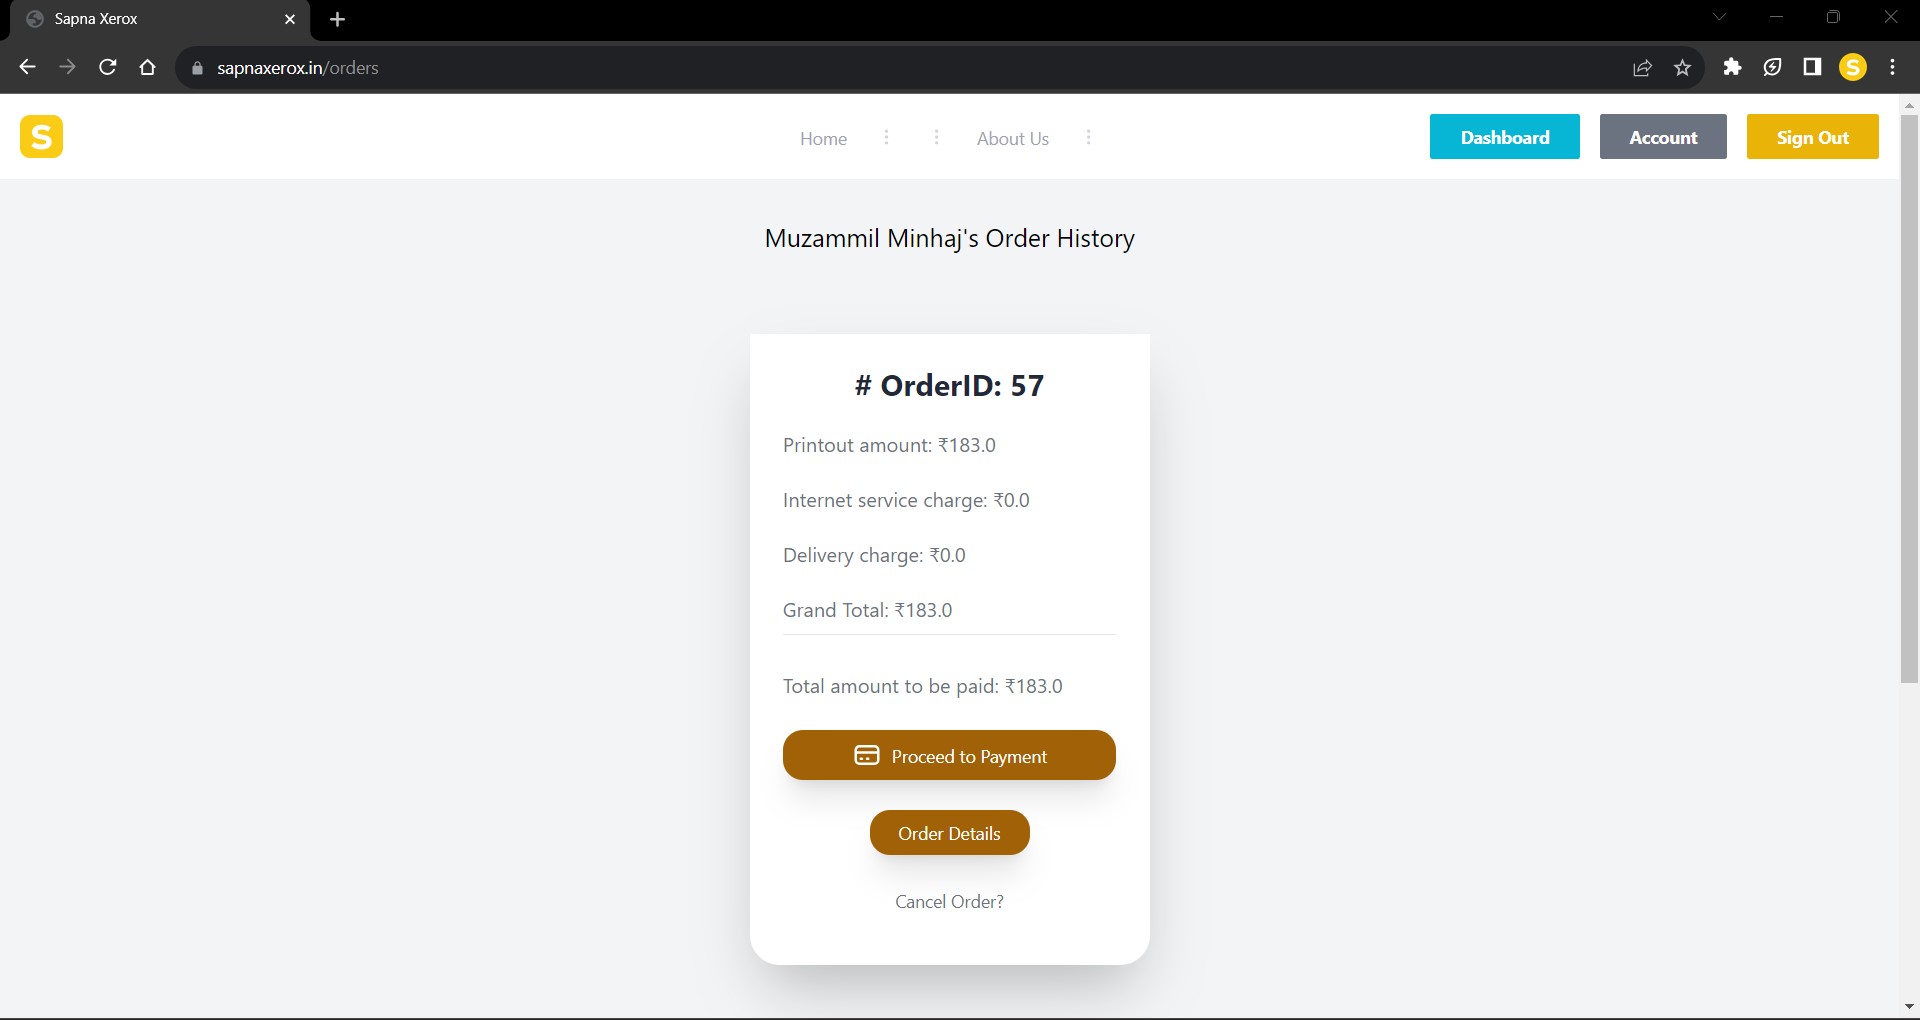 Sapna Xerox
sapnaxerox.in/orders
S
S
Home
About Us
Dashboard
Account
Sign Out
Muzammil Minhaj's Order History
# OrderID: 57
Printout amount: ₹183.0
Internet service charge: ₹0.0
Delivery charge: ₹0.0
Grand Total: ₹183.0
Total amount to be paid: ₹183.0
Proceed to Payment
Order Details
Cancel Order?